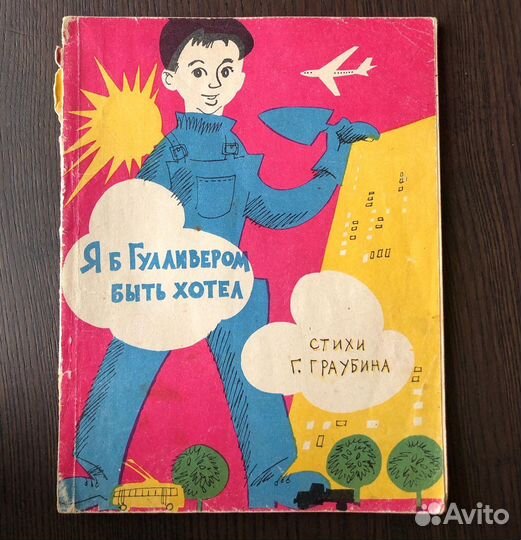 Я Б ГУЛЛИВЕРОМ
БЫТЬ ХОТЕЛ
СТИХИ
Г. ГРАУБИНА
Avito